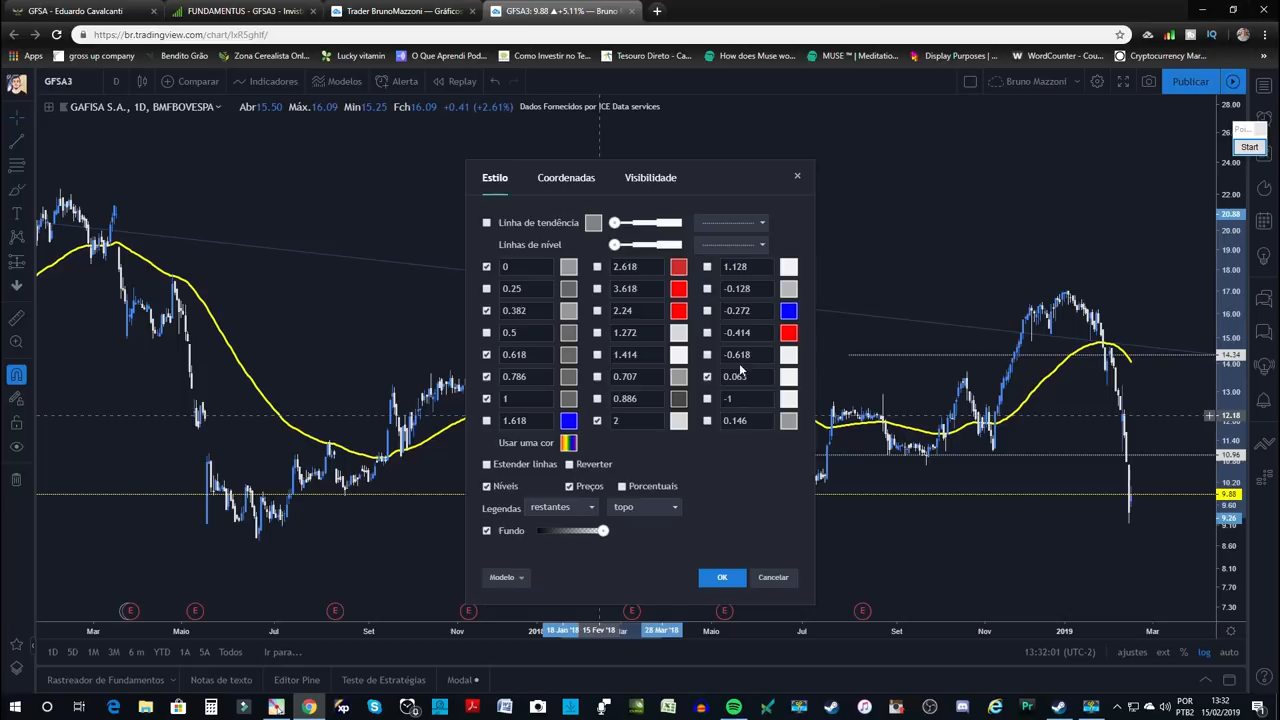 GFSA - Eduardo Cavalcanti
FUNDAMENTUS - GFSA3 - Invist
Trader BrunoMazzoni — Gráficos
GFSA3: 9.88 ▲+5.11% — Bruno
https://br.tradingview.com/chart/lxR5ghIf/
Apps
gross up company
Bendito Grão
Zona Cerealista Onl
Lucky vitamin
O Que Aprendi Pod
Como Investir no Te
Tesouro Direto - Ca
How does Muse wo
MUSE ™ | Meditatio
Display Purposes |
WordCounter - Cou
Cryptocurrency Mar
GFSA3
D
Comparar
Indicadores
Modelos
Alerta
Replay
Bruno Mazzoni
Publicar
GAFISA S.A., 1D, BMFBOVESPA
Abr15.50 Máx.16.09 Mín15.25 Fch16.09 +0.41 (+2.61%)
Dados Fornecidos por ICE Data services
Start
Estilo
Coordenadas
Visibilidade
Linha de tendência
Linhas de nível
0 2.618 1.128
0.25 3.618 -0.128
0.382 2.24 -0.272
0.5 1.272 -0.414
0.618 1.414 -0.618
0.786 0.707 0.063
1 0.886 -1
1.618 2 0.146
Usar uma cor
Estender linhas
Reverter
Níveis
Preços
Porcentuais
Legendas
restantes
topo
Fundo
Modelo
OK
Cancelar
28.00
24.00
22.00
20.88
20.00
19.00
18.00
17.00
16.00
15.00
14.34
13.00
12.18
11.40
10.96
10.20
9.88
9.60
9.26
8.60
8.10
7.70
7.30
E E E E E E E
Mar Maio Jul Set Nov 2018 18 Jan '18 15 Fev '18 Mar 28 Mar '18 Maio Jul Set Nov 2019 Mar
1D 5D 1M 3M 6 m YTD 1A 5A Todos
Ir para...
13:32:01 (UTC-2)
ajustes ext % log auto
Rastreador de Fundamentos
Notas de texto
Editor Pine
Teste de Estratégias
Modal
POR
PTB2
13:32
15/02/2019